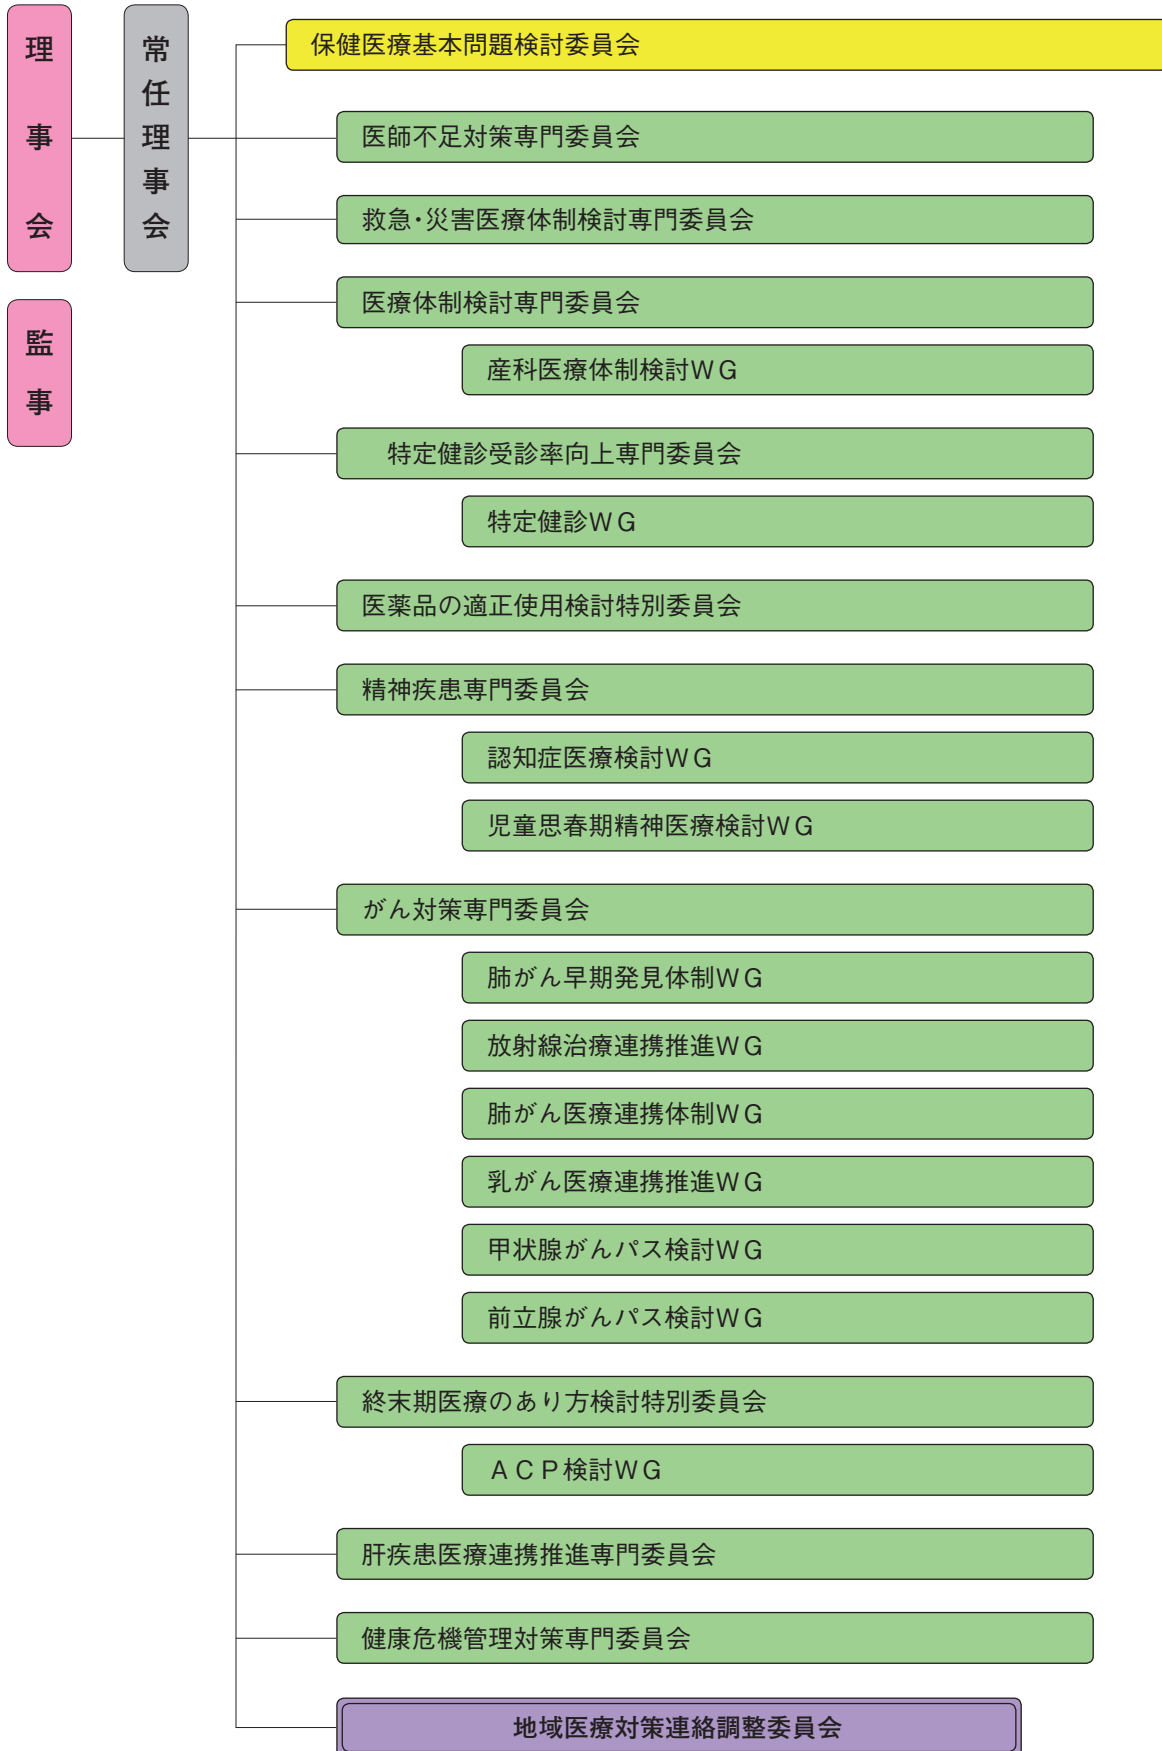 理事会
監事
常任理事会
保健医療基本問題検討委員会
医師不足対策専門委員会
救急・災害医療体制検討専門委員会
医療体制検討専門委員会
産科医療体制検討ＷＧ
特定健診受診率向上専門委員会
特定健診ＷＧ
医薬品の適正使用検討特別委員会
精神疾患専門委員会
認知症医療検討ＷＧ
児童思春期精神医療検討ＷＧ
がん対策専門委員会
肺がん早期発見体制ＷＧ
放射線治療連携推進ＷＧ
肺がん医療連携体制ＷＧ
乳がん医療連携推進ＷＧ
甲状腺がんパス検討ＷＧ
前立腺がんパス検討ＷＧ
終末期医療のあり方検討特別委員会
ＡＣＰ検討ＷＧ
肝疾患医療連携推進専門委員会
健康危機管理対策専門委員会
地域医療対策連絡調整委員会